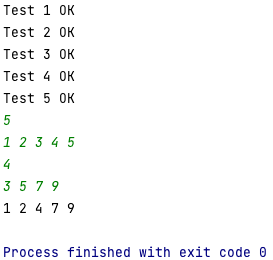 Test 1 OK
Test 2 OK
Test 3 OK
Test 4 OK
Test 5 OK
5
1 2 3 4 5
4
3 5 7 9
1 2 4 7 9
Process finished with exit code 0